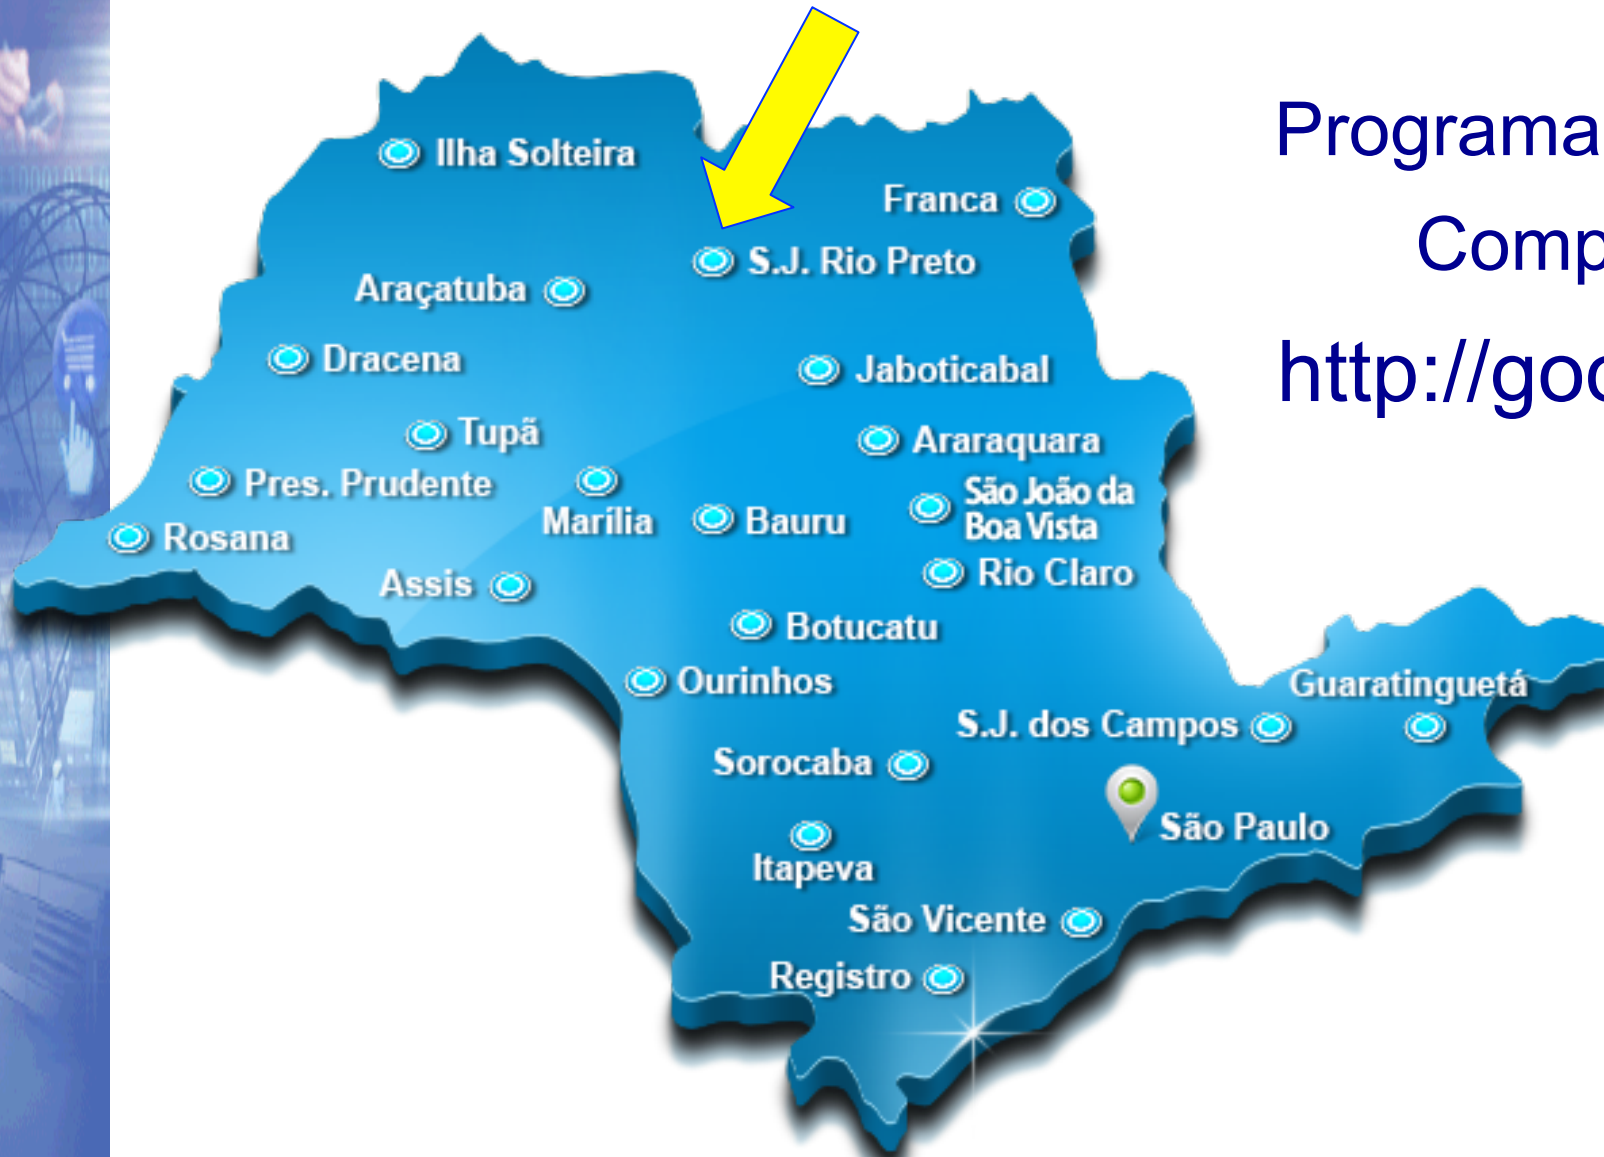 Programa
Comp
http://goo
Ilha Solteira
Franca
S.J. Rio Preto
Araçatuba
Dracena
Jaboticabal
Tupã
Araraquara
Pres. Prudente
São João da
Boa Vista
Marília
Bauru
Rosana
Rio Claro
Assis
Botucatu
Ourinhos
Guaratinguetá
S.J. dos Campos
Sorocaba
São Paulo
Itapeva
São Vicente
Registro